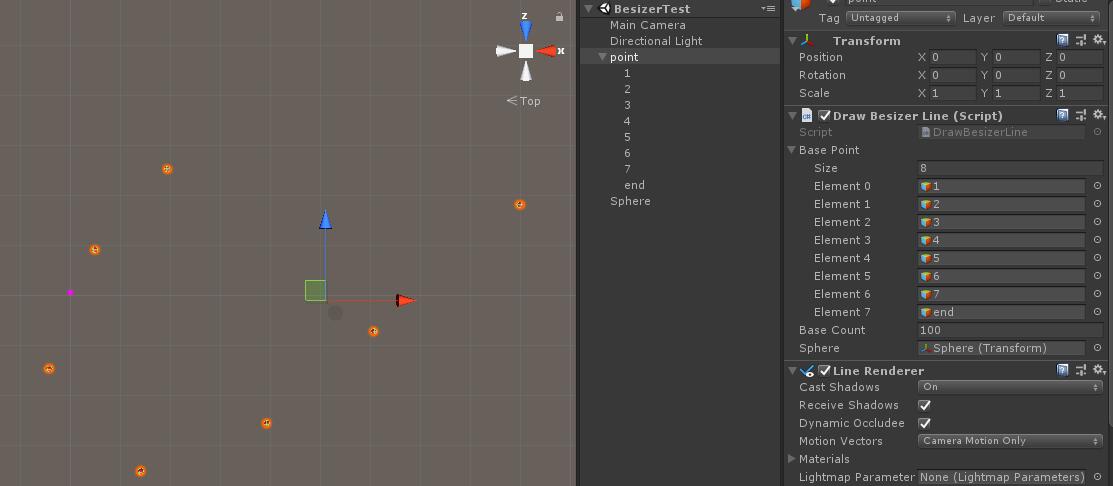 z
x
Top
BesizerTest
Main Camera
Directional Light
point
1
2
3
4
5
6
7
end
Sphere
Tag Untagged Layer Default
Transform
Position X 0 Y 0 Z 0
Rotation X 0 Y 0 Z 0
Scale X 1 Y 1 Z 1
Draw Besizer Line (Script)
Script DrawBesizerLine
Base Point
Size 8
Element 0 1
Element 1 2
Element 2 3
Element 3 4
Element 4 5
Element 5 6
Element 6 7
Element 7 end
Base Count 100
Sphere Sphere (Transform)
Line Renderer
Cast Shadows On
Receive Shadows
Dynamic Occludee
Motion Vectors Camera Motion Only
Materials
Lightmap Parameter None (Lightmap Parameters)